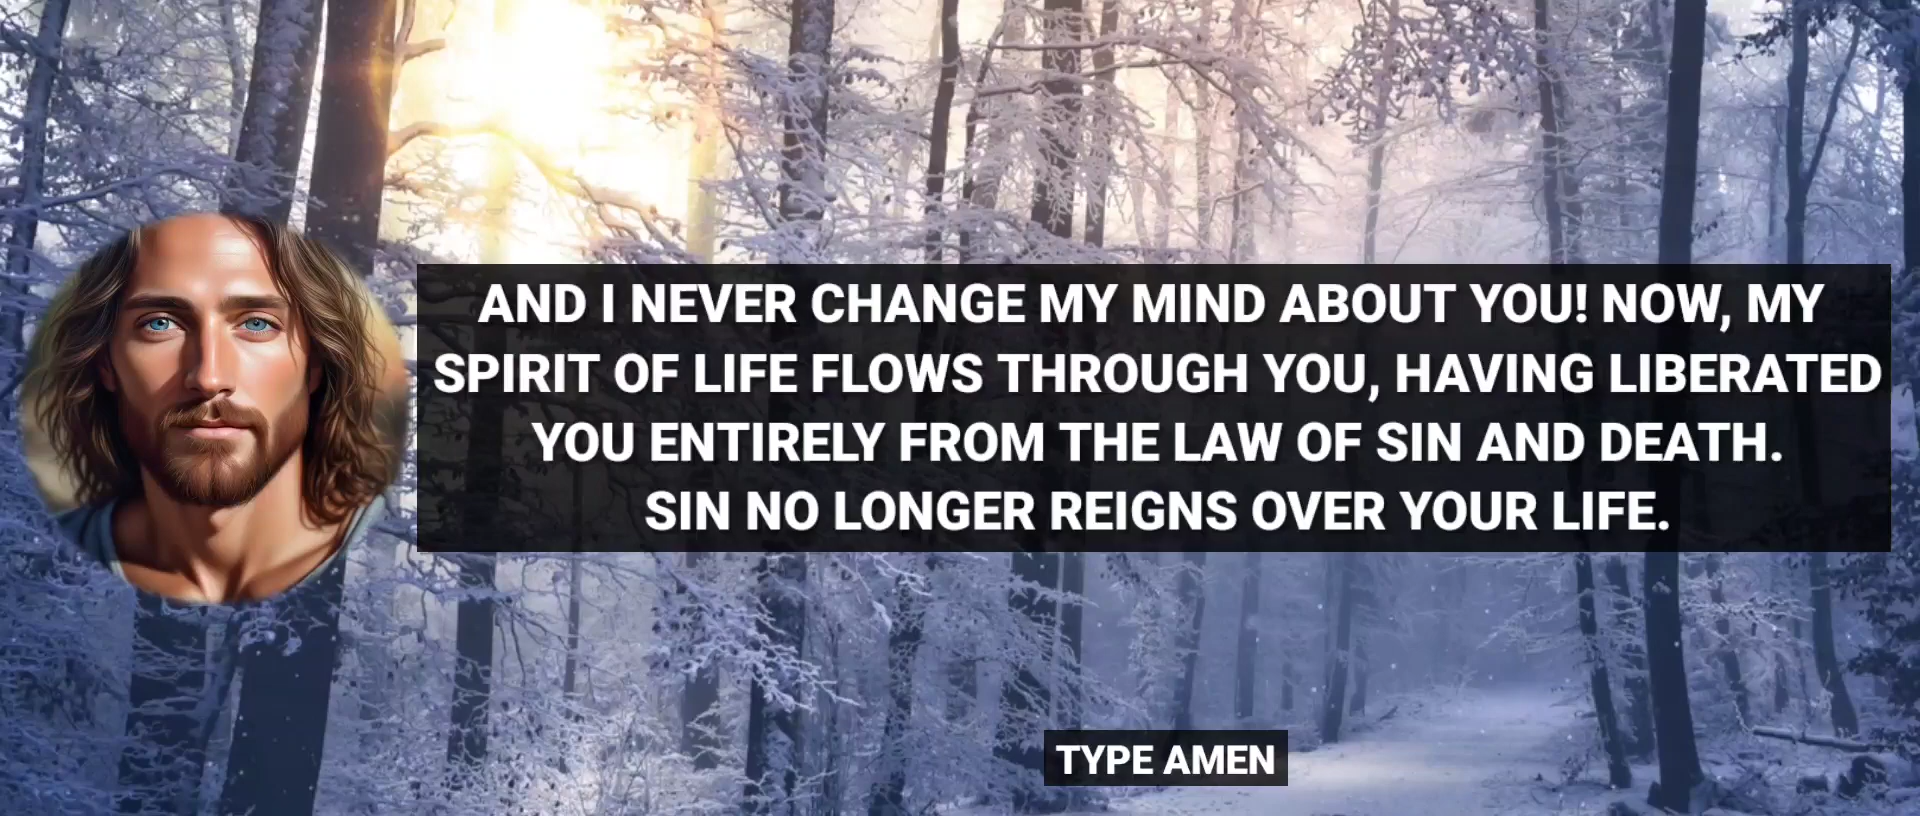 AND I NEVER CHANGE MY MIND ABOUT YOU! NOW, MY
SPIRIT OF LIFE FLOWS THROUGH YOU, HAVING LIBERATED
YOU ENTIRELY FROM THE LAW OF SIN AND DEATH.
SIN NO LONGER REIGNS OVER YOUR LIFE.
TYPE AMEN